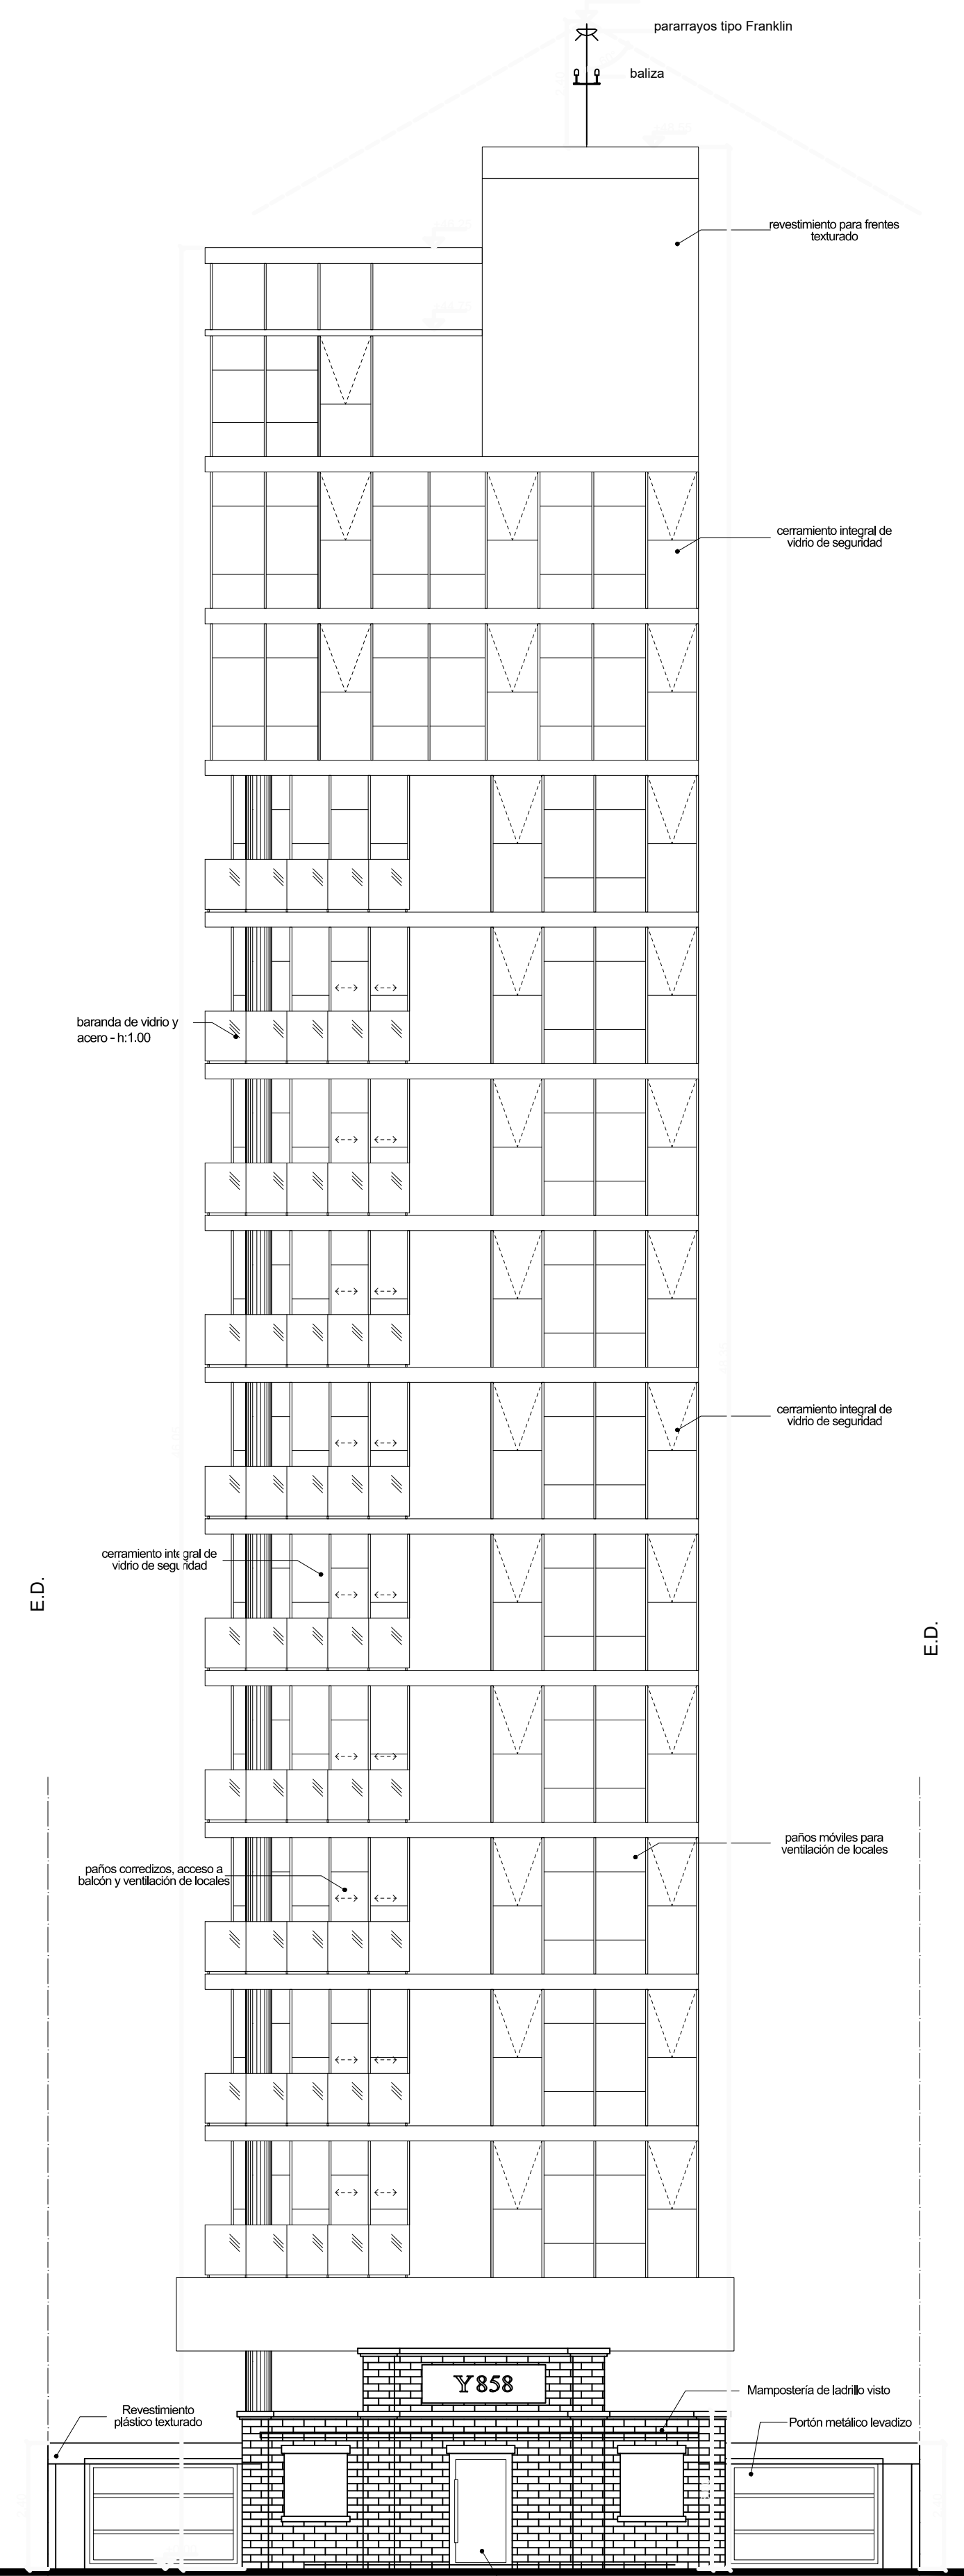 pararrayos tipo Franklin
baliza
revestimiento para frentes
texturado
cerramiento integral de
vidrio de seguridad
baranda de vidrio y
acero - h:1.00
cerramiento integral de
vidrio de seguridad
cerramiento integral de
vidrio de seguridad
E.D.
E.D.
paños móviles para
ventilación de locales
paños corredizos, acceso a
balcón y ventilación de locales
Y 858
Mampostería de ladrillo visto
Revestimiento
plástico texturado
Portón metálico levadizo